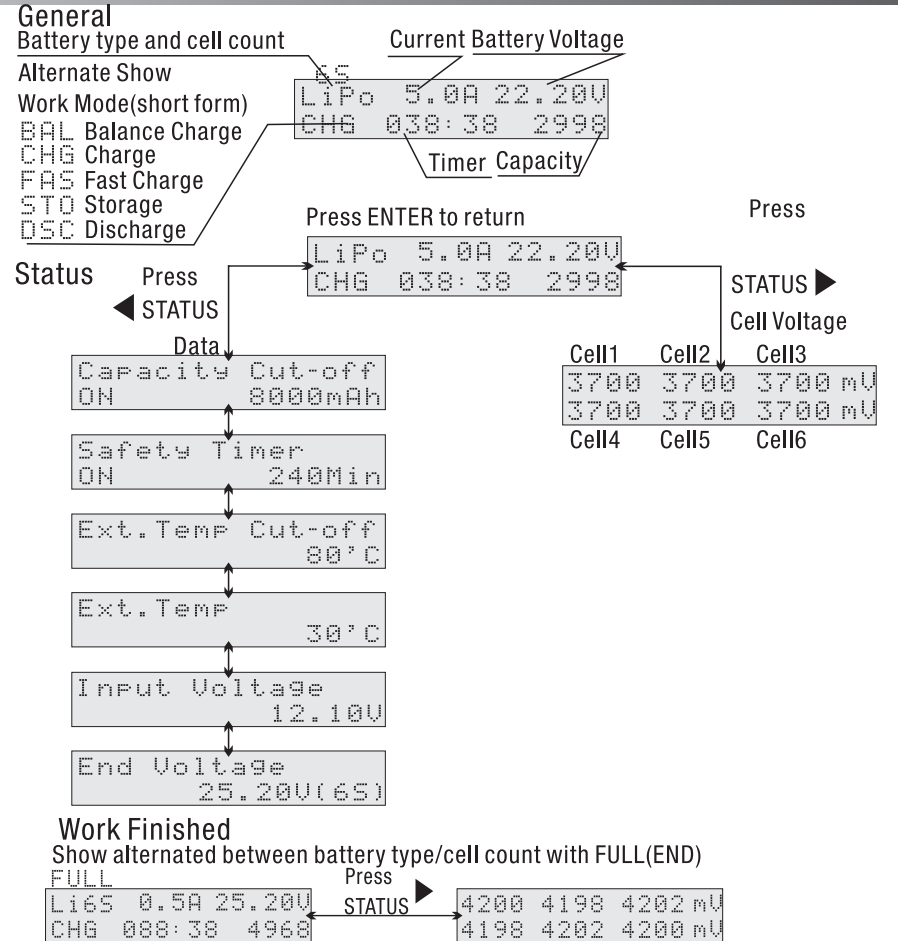 General
Battery type and cell count
Current Battery Voltage
Alternate Show
6S
LiPo 5.0A 22.20V
Work Mode(short form)
CHG 038:38 2998
BAL Balance Charge
CHG Charge
Timer Capacity
FAS Fast Charge
STO Storage
DSC Discharge
Press ENTER to return
Press
LiPo 5.0A 22.20V
CHG 038:38 2998
Status
Press
◀ STATUS
STATUS ▶
Cell Voltage
Data
Cell1 Cell2 Cell3
3700 3700 3700 mV
3700 3700 3700 mV
Cell4 Cell5 Cell6
Capacity Cut-off
ON 8000mAh
Safety Timer
ON 240Min
Ext.Temp Cut-off
80'C
Ext.Temp
30'C
Input Voltage
12.10V
End Voltage
25.20V(6S)
Work Finished
Show alternated between battery type/cell count with FULL(END)
FULL
Li6S 0.5A 25.20V
CHG 088:38 4968
Press
STATUS ▶
4200 4198 4202 mV
4198 4202 4200 mV